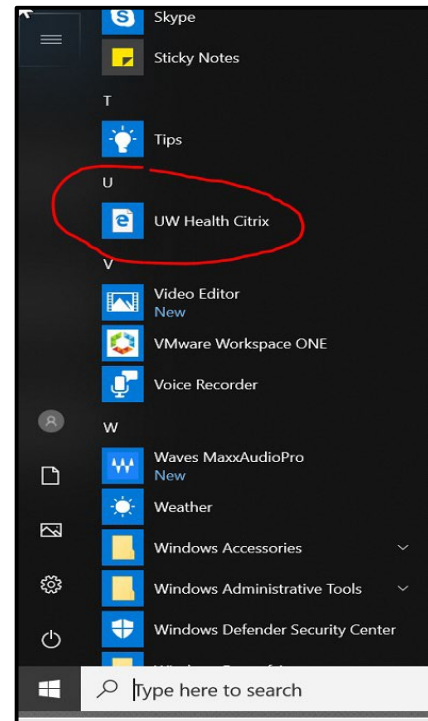 Skype
Sticky Notes
T
Tips
U
UW Health Citrix
V
Video Editor
New
VMware Workspace ONE
Voice Recorder
W
Waves MaxxAudioPro
New
Weather
Windows Accessories
Windows Administrative Tools
Windows Defender Security Center
Type here to search